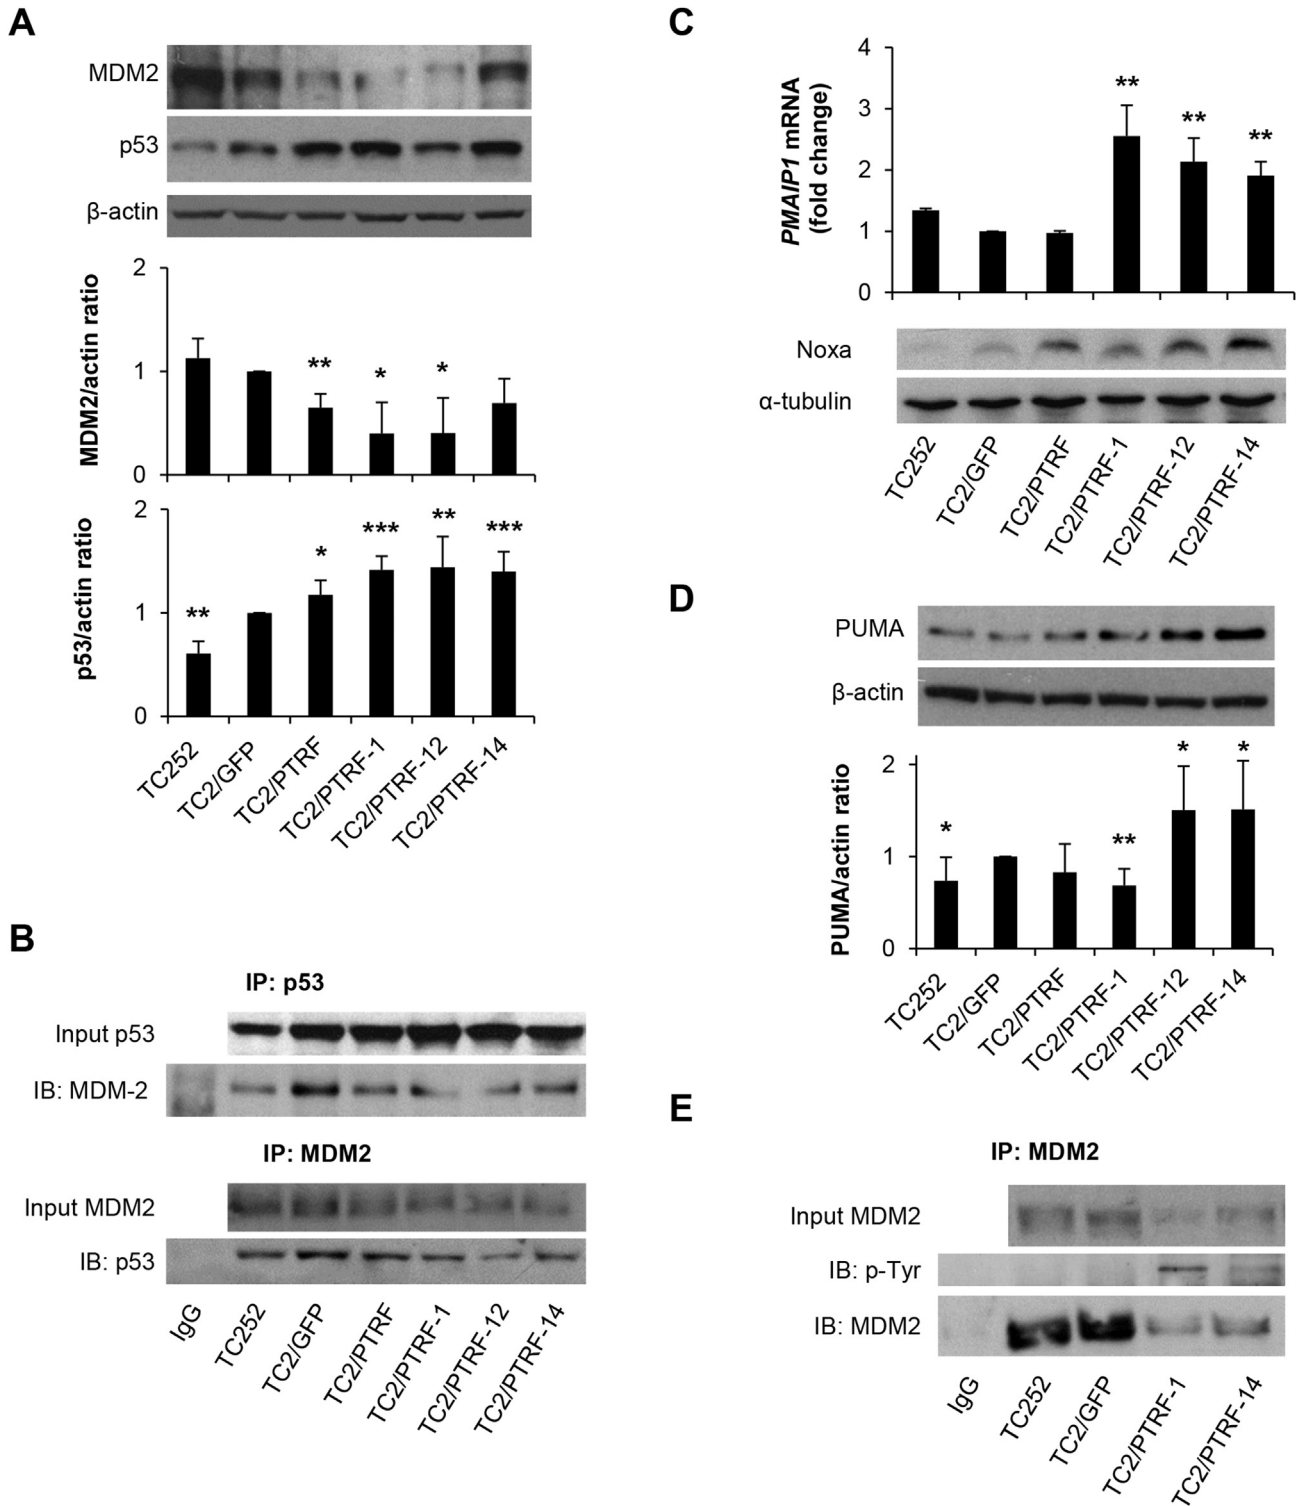 A
MDM2
p53
β-actin
MDM2/actin ratio
2
1
0
**
*
*
p53/actin ratio
2
1
0
**
*
***
**
***
TC252
TC2/GFP
TC2/PTRF
TC2/PTRF-1
TC2/PTRF-12
TC2/PTRF-14
B
IP: p53
Input p53
IB: MDM-2
IP: MDM2
Input MDM2
IB: p53
IgG
TC252
TC2/GFP
TC2/PTRF
TC2/PTRF-1
TC2/PTRF-12
TC2/PTRF-14
C
PMAIP1 mRNA
(fold change)
4
3
2
1
0
**
**
**
Noxa
α-tubulin
TC252
TC2/GFP
TC2/PTRF
TC2/PTRF-1
TC2/PTRF-12
TC2/PTRF-14
D
PUMA
β-actin
PUMA/actin ratio
2
1
0
*
**
*
*
TC252
TC2/GFP
TC2/PTRF
TC2/PTRF-1
TC2/PTRF-12
TC2/PTRF-14
E
IP: MDM2
Input MDM2
IB: p-Tyr
IB: MDM2
IgG
TC252
TC2/GFP
TC2/PTRF-1
TC2/PTRF-14